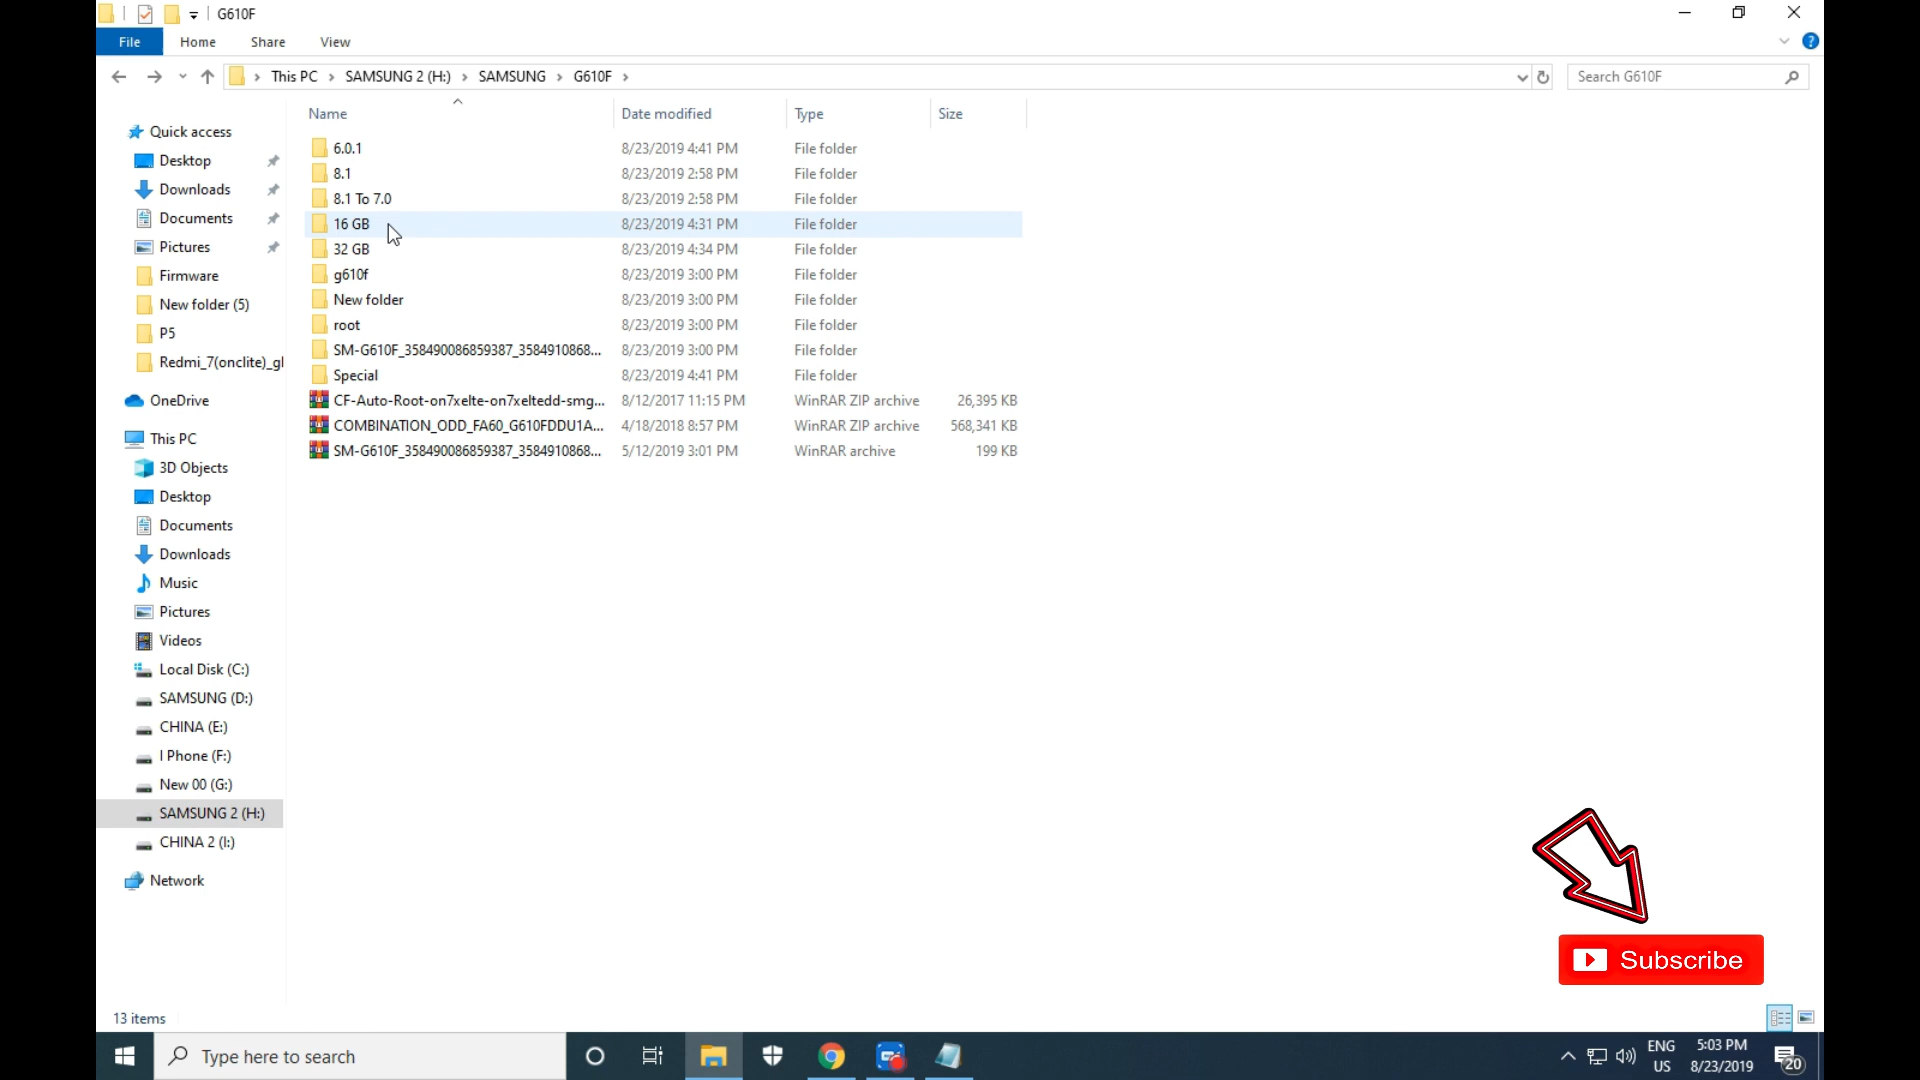 G610F
File Home Share View
This PC SAMSUNG 2 (H:) SAMSUNG G610F
Search G610F
Name Date modified Type Size
6.0.1 8/23/2019 4:41 PM File folder
8.1 8/23/2019 2:58 PM File folder
8.1 To 7.0 8/23/2019 2:58 PM File folder
16 GB 8/23/2019 4:31 PM File folder
32 GB 8/23/2019 4:34 PM File folder
g610f 8/23/2019 3:00 PM File folder
New folder 8/23/2019 3:00 PM File folder
root 8/23/2019 3:00 PM File folder
SM-G610F_358490086859387_3584910868... 8/23/2019 3:00 PM File folder
Special 8/23/2019 4:41 PM File folder
CF-Auto-Root-on7xelte-on7xeltedd-smg... 8/12/2017 11:15 PM WinRAR ZIP archive 26,395 KB
COMBINATION_ODD_FA60_G610FDDU1A... 4/18/2018 8:57 PM WinRAR ZIP archive 568,341 KB
SM-G610F_358490086859387_3584910868... 5/12/2019 3:01 PM WinRAR archive 199 KB
Quick access
Desktop
Downloads
Documents
Pictures
Firmware
New folder (5)
P5
Redmi_7(onclite)_gl
OneDrive
This PC
3D Objects
Desktop
Documents
Downloads
Music
Pictures
Videos
Local Disk (C:)
SAMSUNG (D:)
CHINA (E:)
I Phone (F:)
New 00 (G:)
SAMSUNG 2 (H:)
CHINA 2 (I:)
Network
Subscribe
13 items
Type here to search
ENG
US
5:03 PM
8/23/2019
20